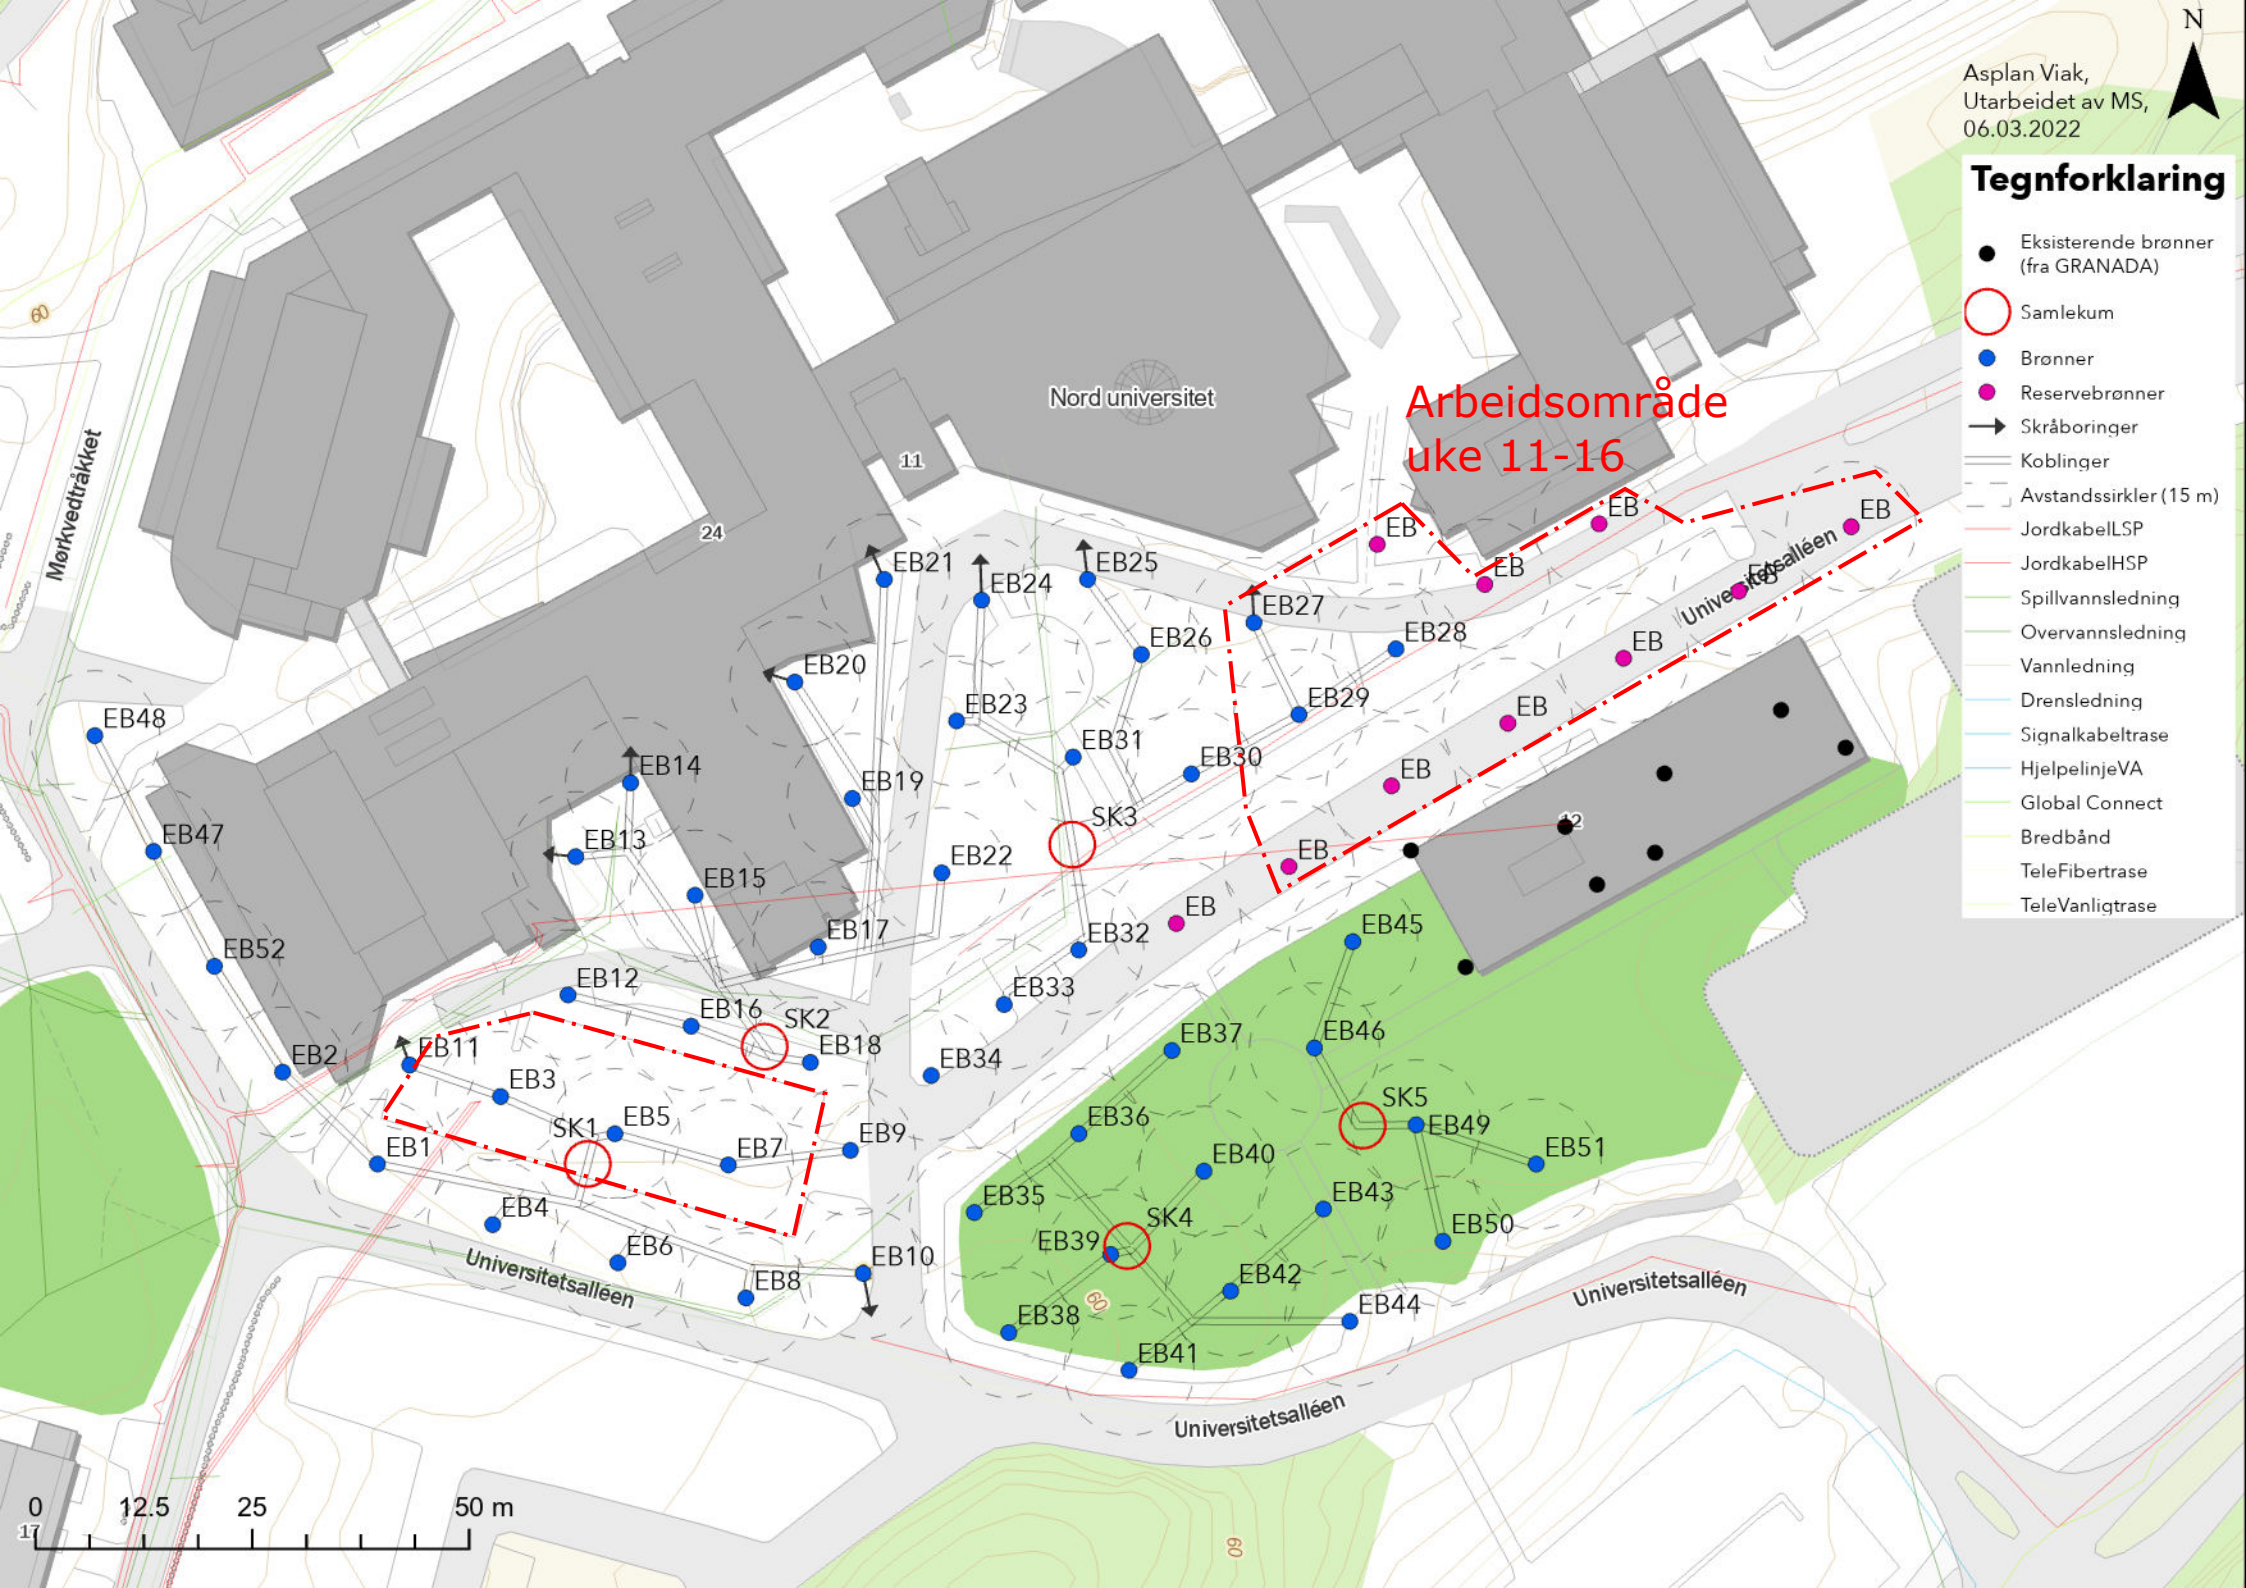 N
Asplan Viak,
Utarbeidet av MS,
06.03.2022
Tegnforklaring
Eksisterende brønner
(fra GRANADA)
Samlekum
Brønner
Reservebrønner
Skråboringer
Koblinger
Avstandssirkler (15 m)
JordkabelLSP
JordkabelHSP
Spillvannsledning
Overvannsledning
Vannledning
Drensledning
Signalkabeltrase
HjelpelinjeVA
Global Connect
Bredbånd
TeleFibertrase
TeleVanligtrase
60
Mørkvedtråkket
Nord universitet
Arbeidsområde
uke 11-16
11
24
EB
EB
EB
EB
EB
Universitetsalléen
EB21
EB24
EB25
EB27
EB28
EB26
EB
EB20
EB29
EB
EB48
EB23
EB31
EB30
EB14
EB
EB19
SK3
12
EB47
EB13
EB22
EB
EB15
EB
EB17
EB32
EB45
EB52
EB12
EB33
EB16
SK2
EB37
EB46
EB2
EB11
EB18
EB34
EB3
SK5
EB5
SK1
EB36
EB49
EB1
EB7
EB9
EB40
EB51
EB35
EB43
EB4
SK4
EB50
EB6
EB39
EB10
Universitetsalléen
EB8
EB42
Universitetsalléen
60
EB38
EB44
EB41
Universitetsalléen
0 12.5 25 50 m
17
60